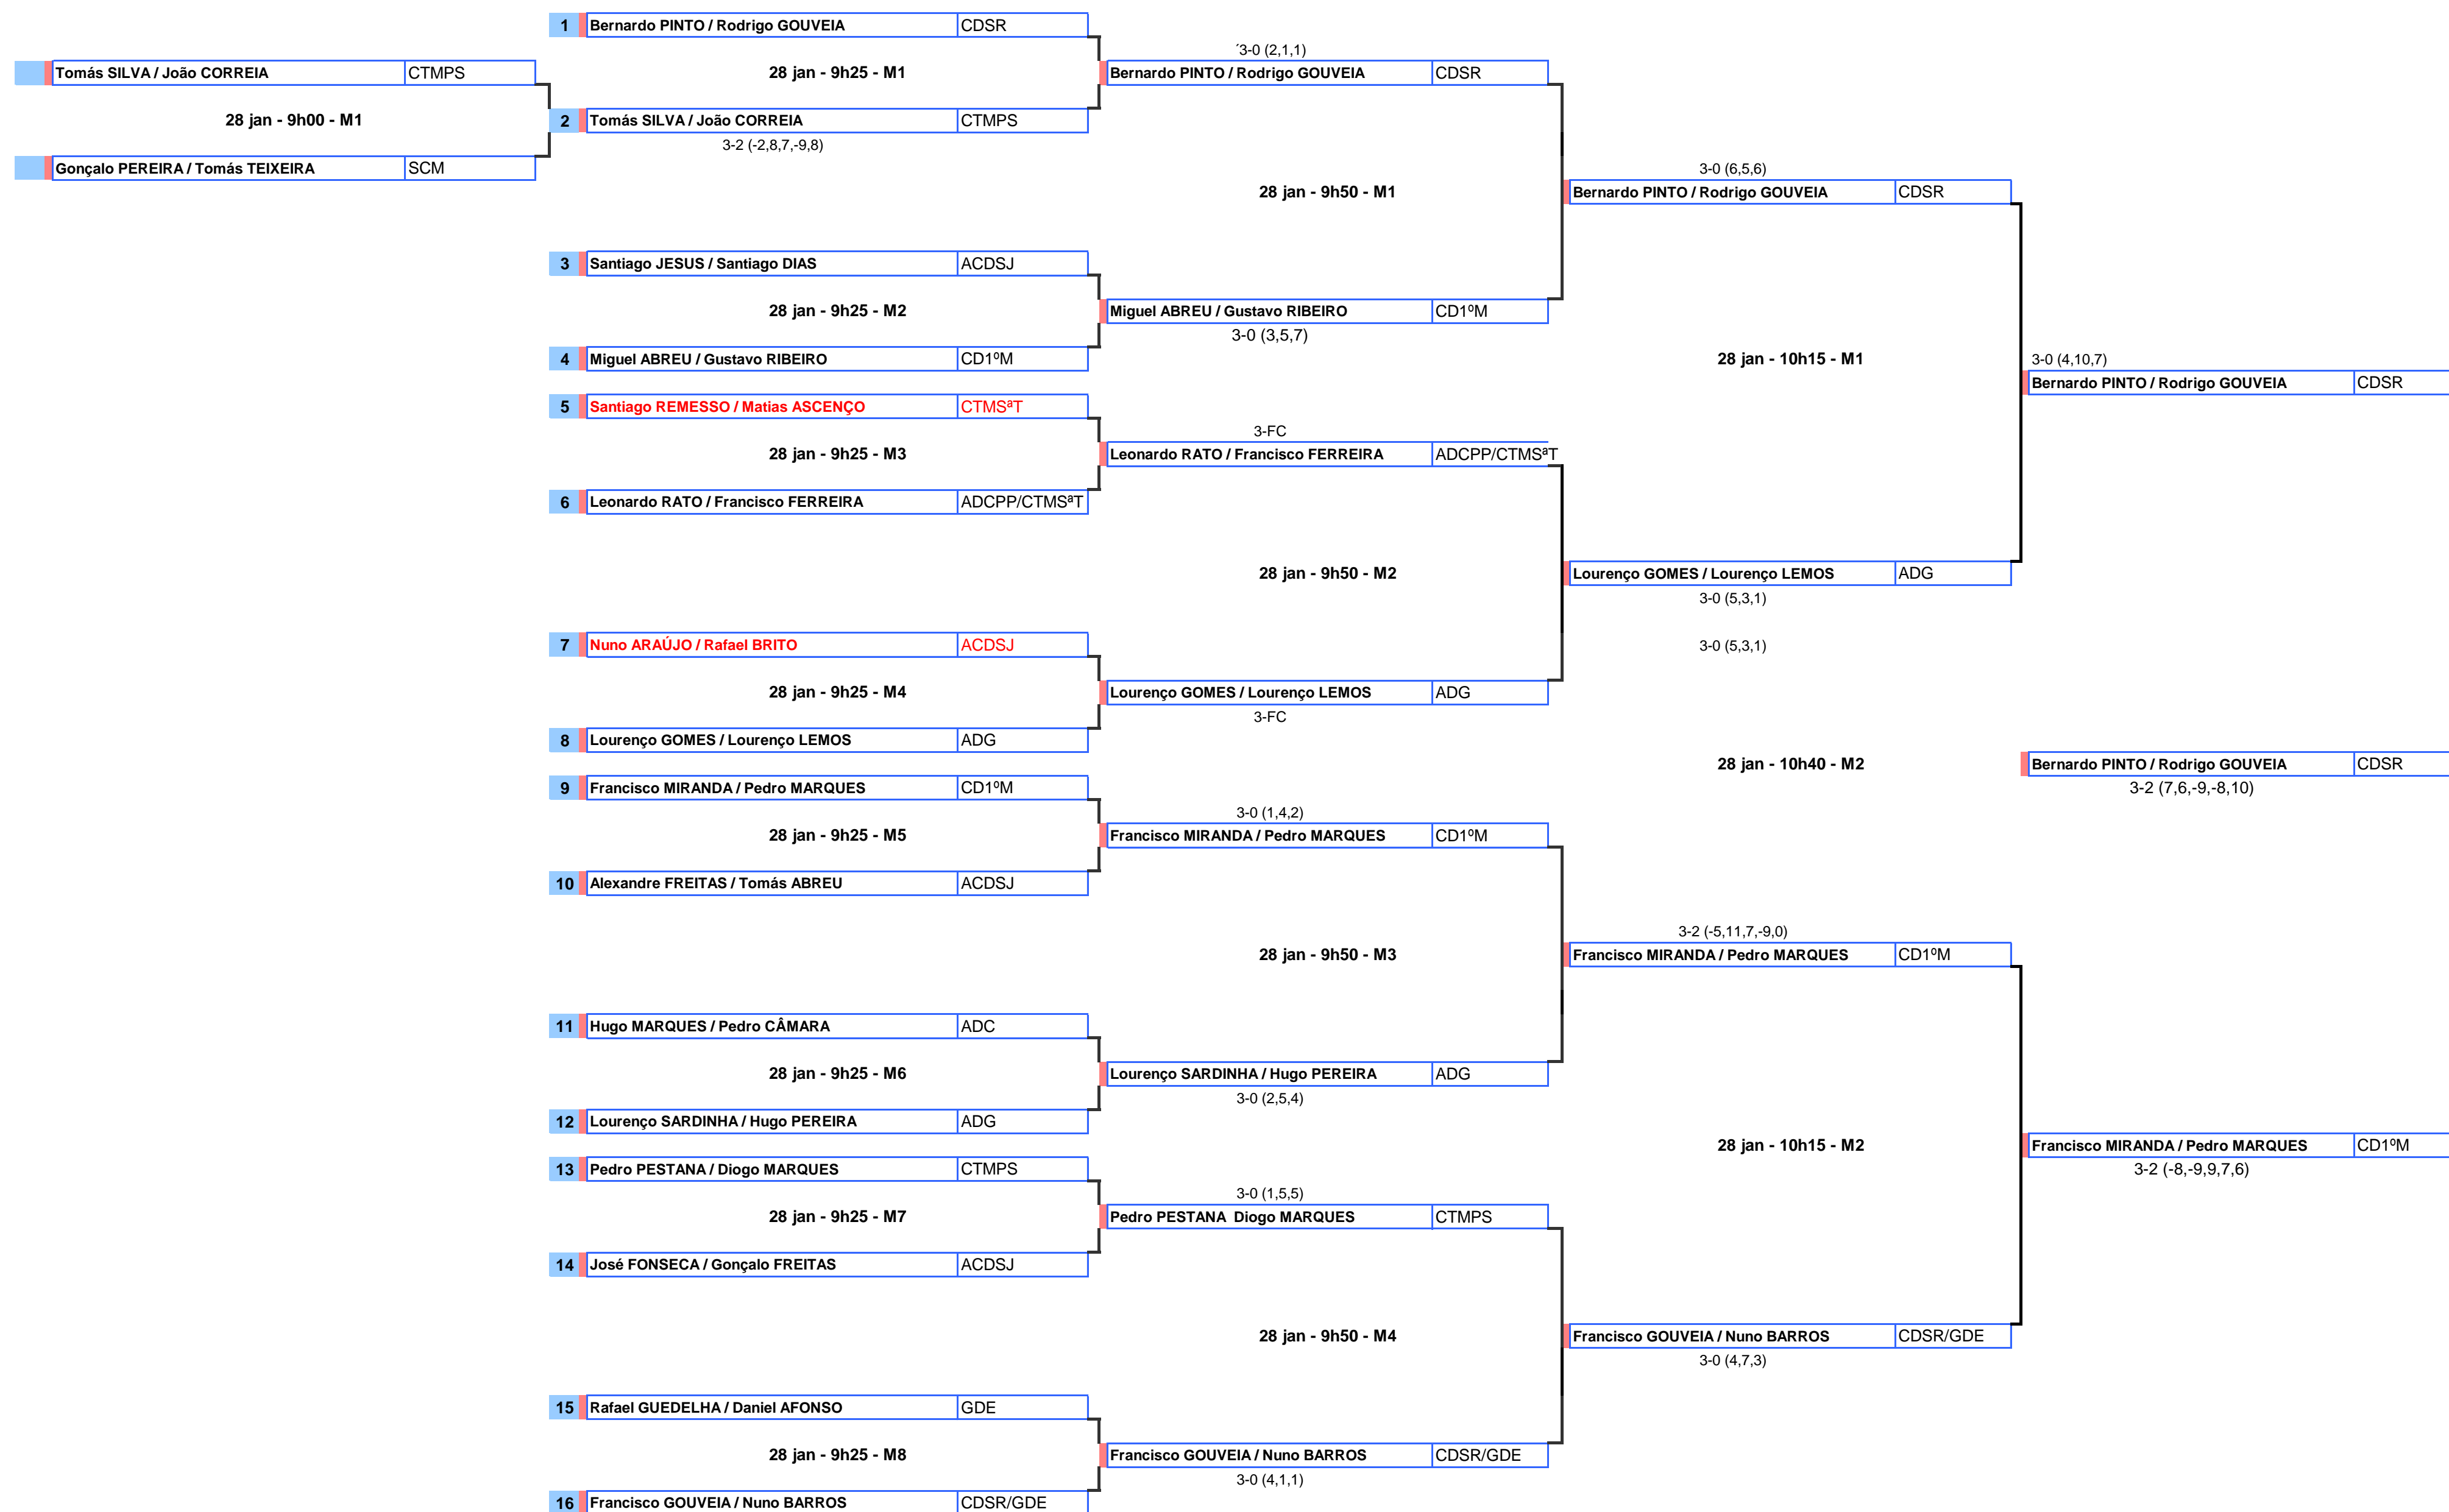 1 Bernardo PINTO / Rodrigo GOUVEIA CDSR
´3-0 (2,1,1)
Tomás SILVA / João CORREIA CTMPS 28 jan - 9h25 - M1 Bernardo PINTO / Rodrigo GOUVEIA CDSR
28 jan - 9h00 - M1 2 Tomás SILVA / João CORREIA CTMPS
3-2 (-2,8,7,-9,8)
Gonçalo PEREIRA / Tomás TEIXEIRA SCM 3-0 (6,5,6)
28 jan - 9h50 - M1 Bernardo PINTO / Rodrigo GOUVEIA CDSR
3 Santiago JESUS / Santiago DIAS ACDSJ
28 jan - 9h25 - M2 Miguel ABREU / Gustavo RIBEIRO CD1ºM
3-0 (3,5,7)
4 Miguel ABREU / Gustavo RIBEIRO CD1ºM 28 jan - 10h15 - M1 3-0 (4,10,7)
Bernardo PINTO / Rodrigo GOUVEIA CDSR
5 Santiago REMESSO / Matias ASCENÇO CTMSªT
3-FC
28 jan - 9h25 - M3 Leonardo RATO / Francisco FERREIRA ADCPP/CTMSªT
6 Leonardo RATO / Francisco FERREIRA ADCPP/CTMSªT
28 jan - 9h50 - M2 Lourenço GOMES / Lourenço LEMOS ADG
3-0 (5,3,1)
7 Nuno ARAÚJO / Rafael BRITO ACDSJ 3-0 (5,3,1)
28 jan - 9h25 - M4 Lourenço GOMES / Lourenço LEMOS ADG
3-FC
8 Lourenço GOMES / Lourenço LEMOS ADG
28 jan - 10h40 - M2 Bernardo PINTO / Rodrigo GOUVEIA CDSR
9 Francisco MIRANDA / Pedro MARQUES CD1ºM 3-2 (7,6,-9,-8,10)
3-0 (1,4,2)
28 jan - 9h25 - M5 Francisco MIRANDA / Pedro MARQUES CD1ºM
10 Alexandre FREITAS / Tomás ABREU ACDSJ
3-2 (-5,11,7,-9,0)
28 jan - 9h50 - M3 Francisco MIRANDA / Pedro MARQUES CD1ºM
11 Hugo MARQUES / Pedro CÂMARA ADC
28 jan - 9h25 - M6 Lourenço SARDINHA / Hugo PEREIRA ADG
3-0 (2,5,4)
12 Lourenço SARDINHA / Hugo PEREIRA ADG
28 jan - 10h15 - M2 Francisco MIRANDA / Pedro MARQUES CD1ºM
13 Pedro PESTANA / Diogo MARQUES CTMPS 3-2 (-8,-9,9,7,6)
3-0 (1,5,5)
28 jan - 9h25 - M7 Pedro PESTANA Diogo MARQUES CTMPS
14 José FONSECA / Gonçalo FREITAS ACDSJ
28 jan - 9h50 - M4 Francisco GOUVEIA / Nuno BARROS CDSR/GDE
3-0 (4,7,3)
15 Rafael GUEDELHA / Daniel AFONSO GDE
28 jan - 9h25 - M8 Francisco GOUVEIA / Nuno BARROS CDSR/GDE
3-0 (4,1,1)
16 Francisco GOUVEIA / Nuno BARROS CDSR/GDE